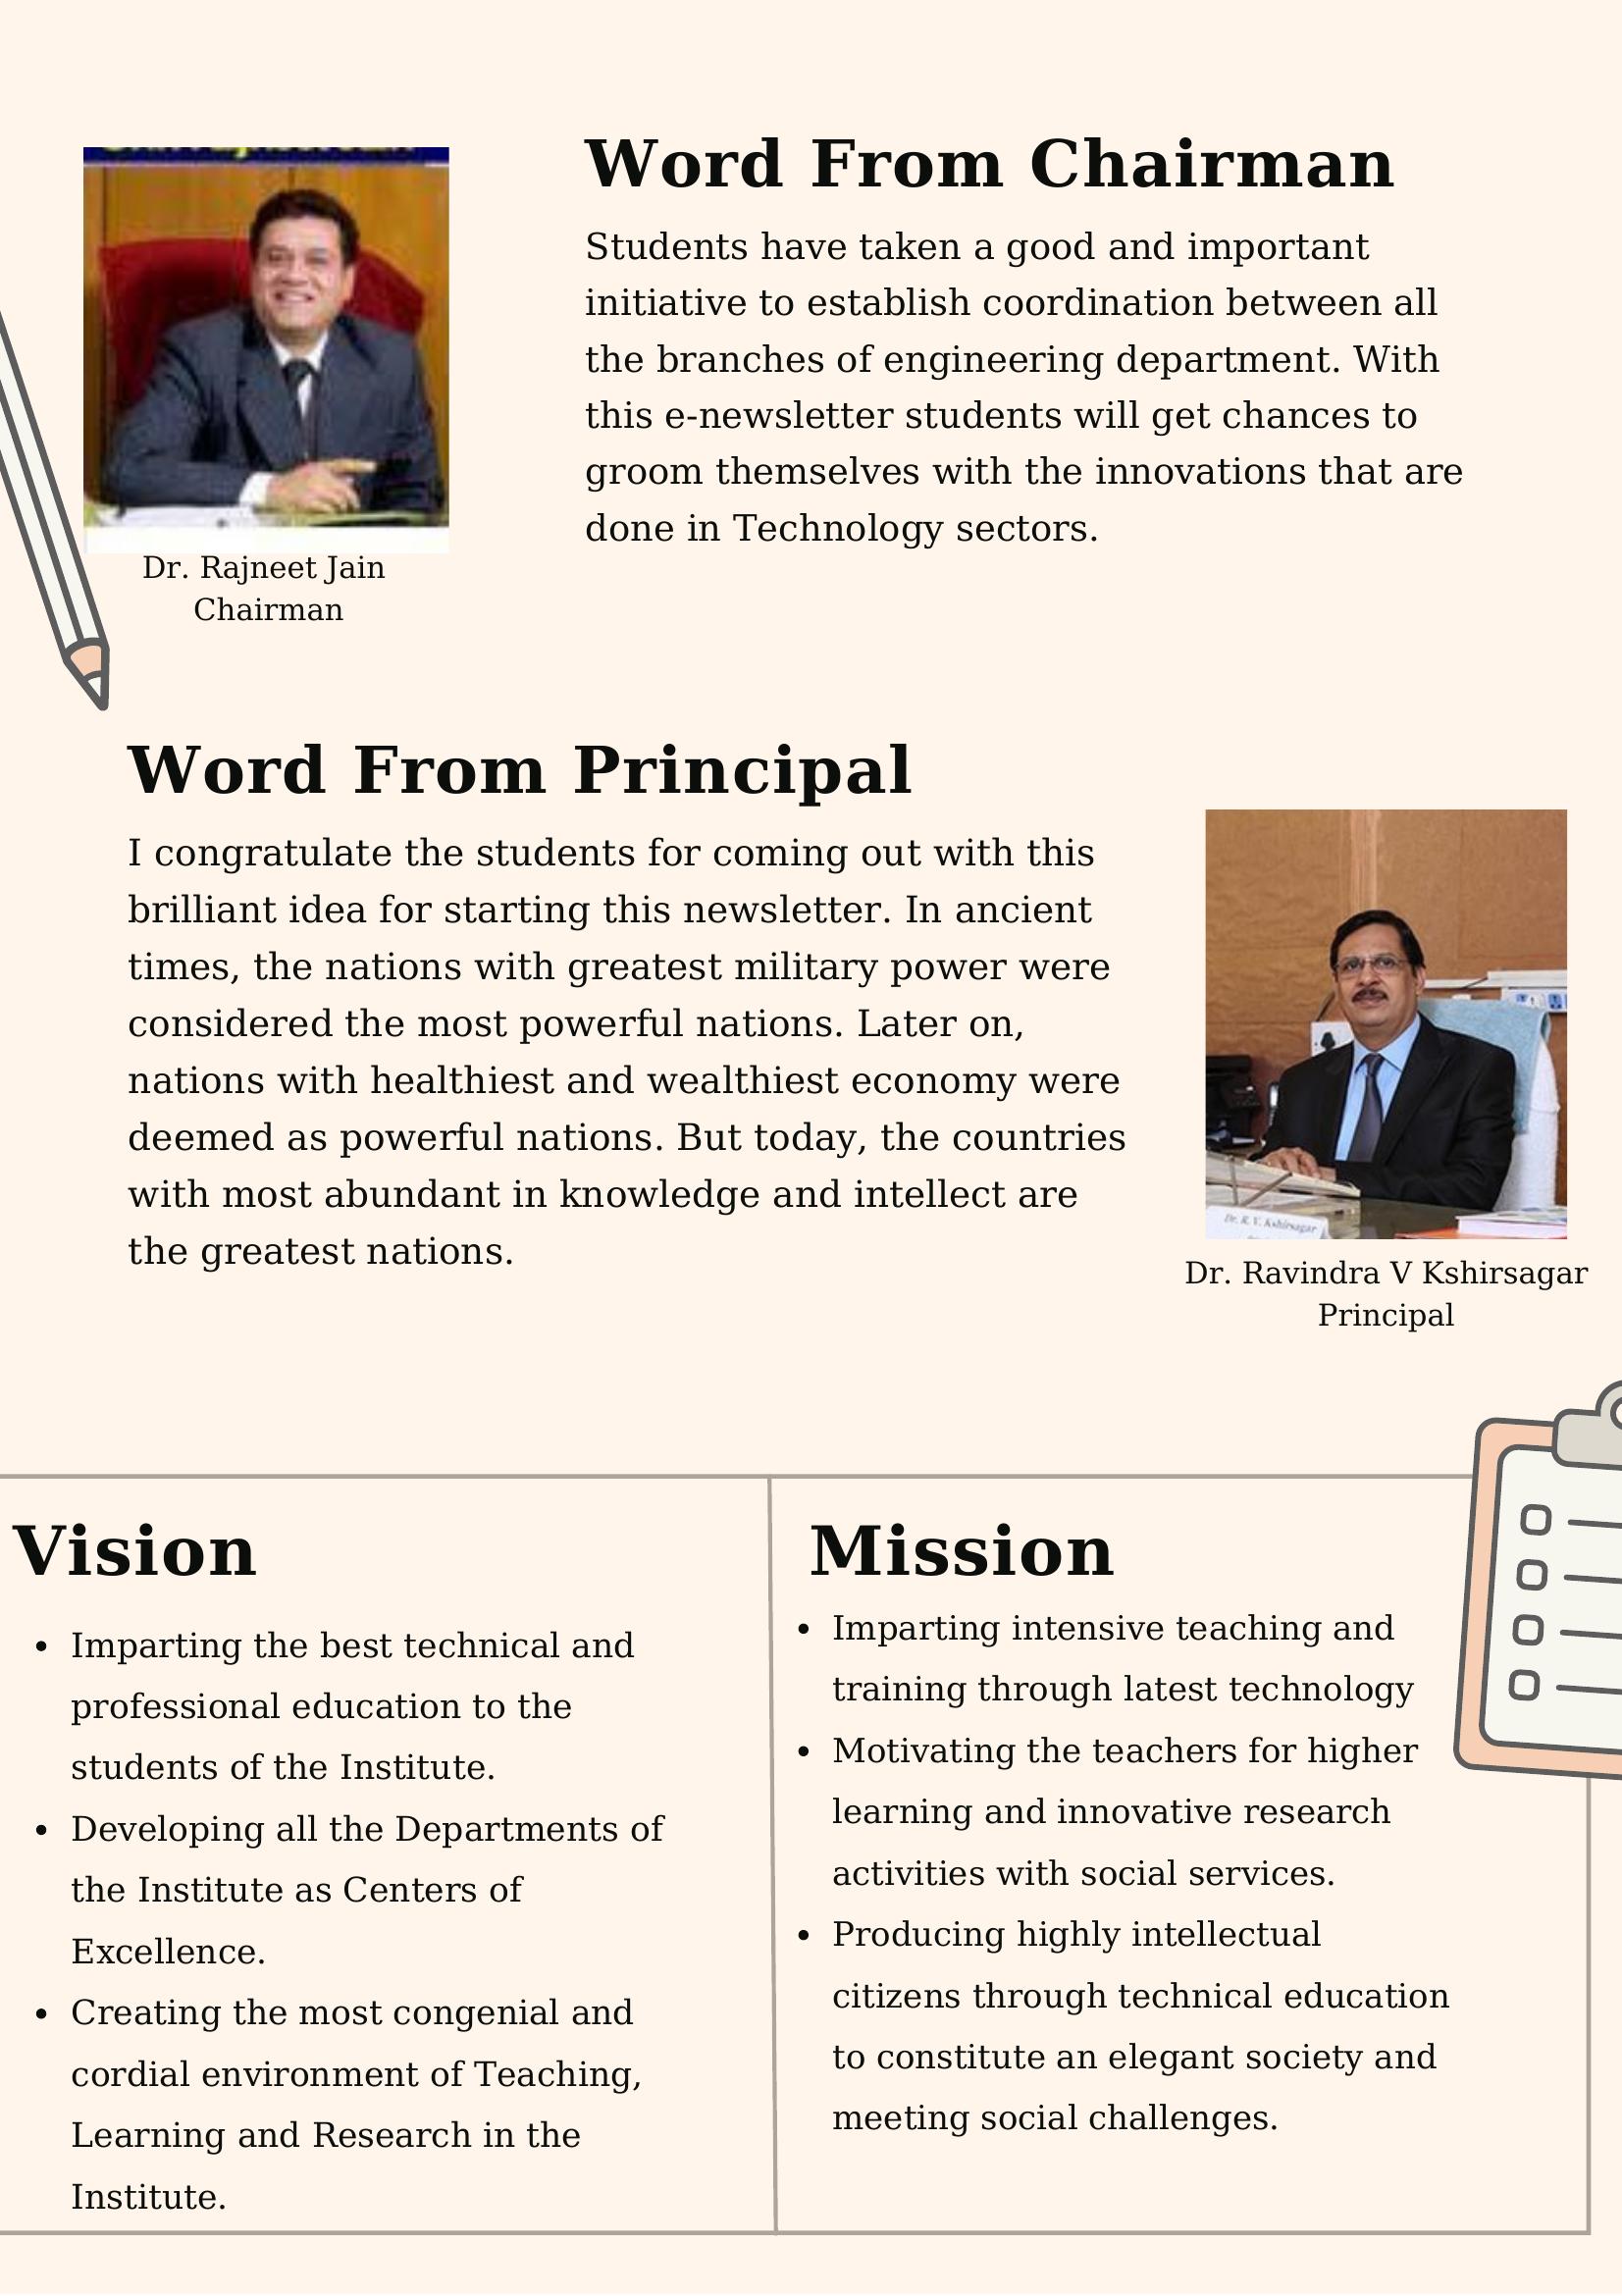 Word From Chairman
Students have taken a good and important
initiative to establish coordination between all
the branches of engineering department. With
this e-newsletter students will get chances to
groom themselves with the innovations that are
done in Technology sectors.
Dr. Rajneet Jain
Chairman
Word From Principal
I congratulate the students for coming out with this
brilliant idea for starting this newsletter. In ancient
times, the nations with greatest military power were
considered the most powerful nations. Later on,
nations with healthiest and wealthiest economy were
deemed as powerful nations. But today, the countries
with most abundant in knowledge and intellect are
the greatest nations.
Dr. R. V. Kshirsagar
Dr. Ravindra V Kshirsagar
Principal
Vision
• Imparting the best technical and
professional education to the
students of the Institute.
• Developing all the Departments of
the Institute as Centers of
Excellence.
• Creating the most congenial and
cordial environment of Teaching,
Learning and Research in the
Institute.
Mission
• Imparting intensive teaching and
training through latest technology
• Motivating the teachers for higher
learning and innovative research
activities with social services.
• Producing highly intellectual
citizens through technical education
to constitute an elegant society and
meeting social challenges.